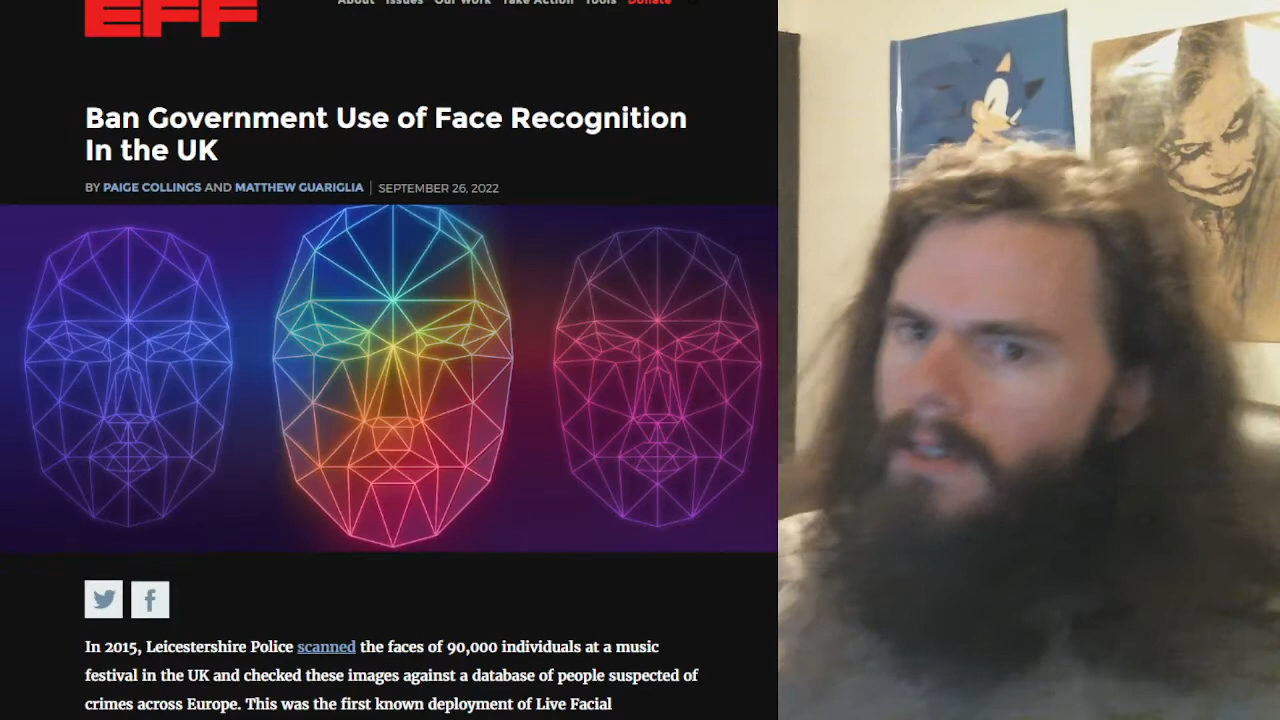 EFF
About Issues Our Work Take Action Tools Donate
Ban Government Use of Face Recognition
In the UK
BY PAIGE COLLINGS AND MATTHEW GUARIGLIA SEPTEMBER 26, 2022
In 2015, Leicestershire Police scanned the faces of 90,000 individuals at a music
festival in the UK and checked these images against a database of people suspected of
crimes across Europe. This was the first known deployment of Live Facial